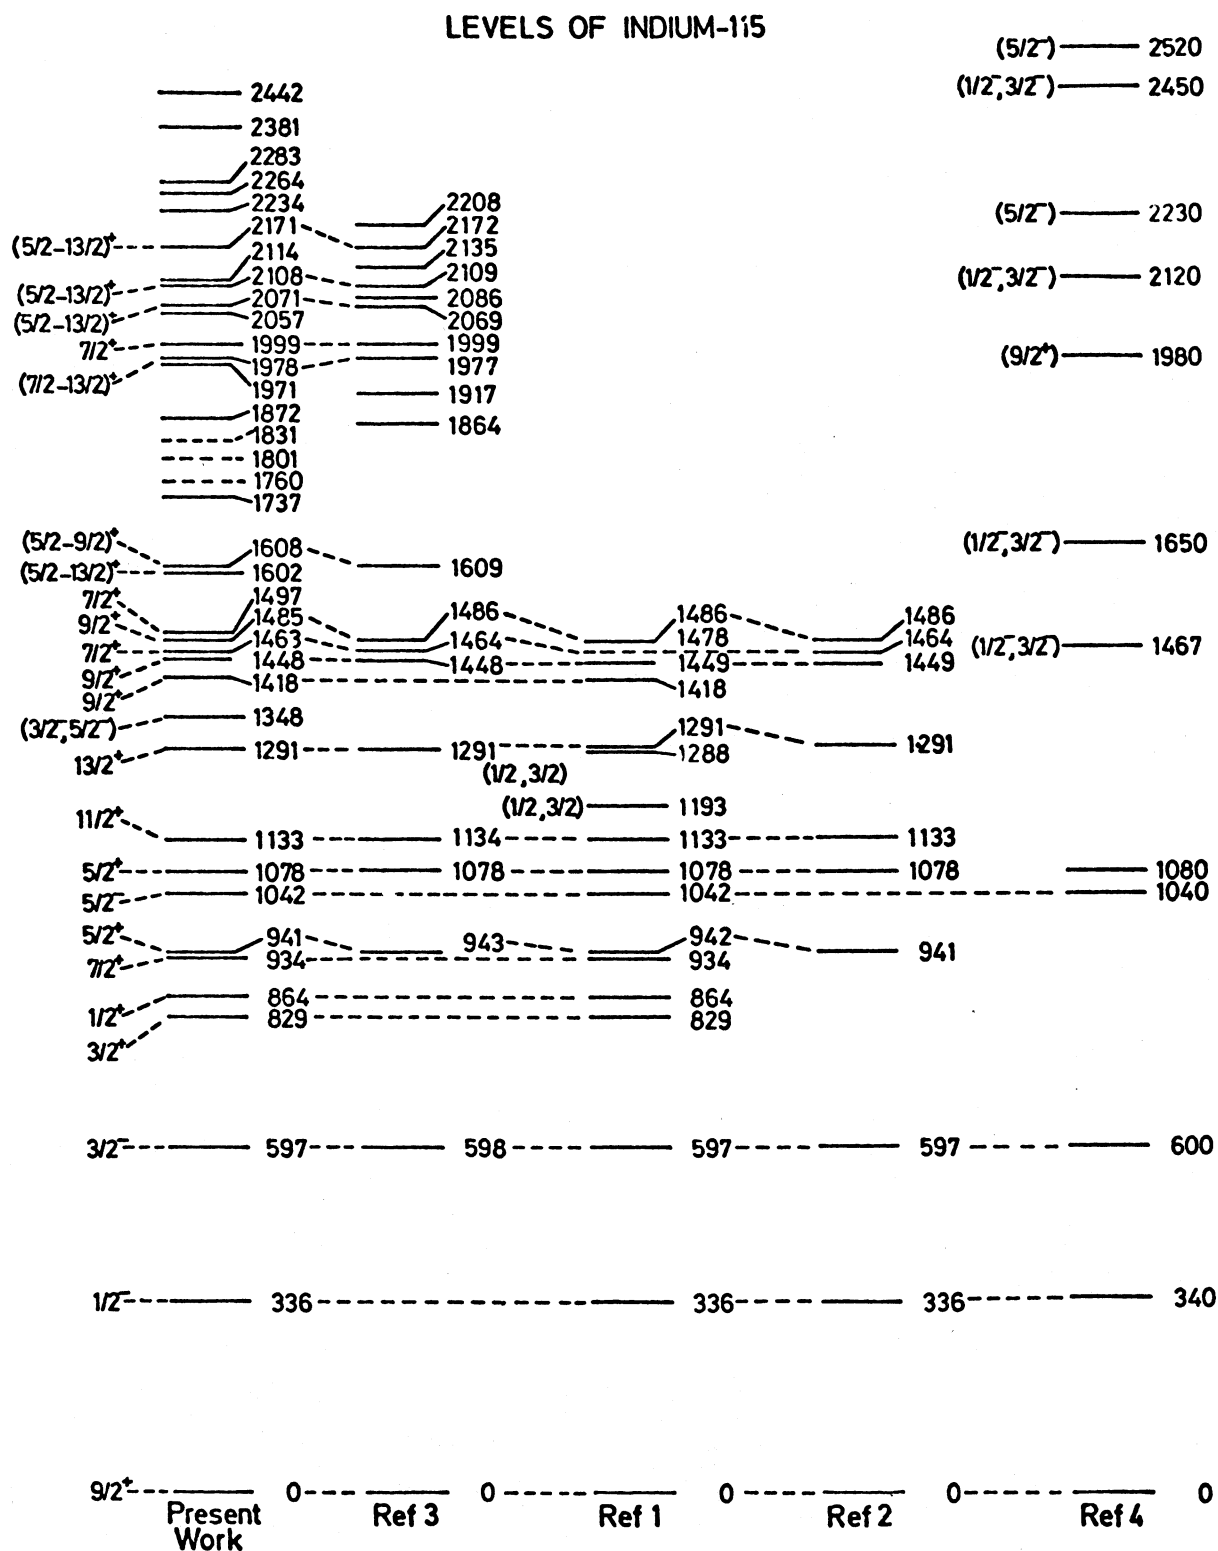 LEVELS OF INDIUM-115
(5/2⁻) 2520
2442 (1/2⁻,3/2⁻) 2450
2381
2283
2264
2234 2208 (5/2⁻) 2230
(5/2-13/2)⁺ 2171 2172
2114 2135
(5/2-13/2)⁺ 2108 2109 (1/2⁻,3/2⁻) 2120
(5/2-13/2)⁺ 2071 2086
2057 2069
7/2⁺ 1999 1999 (9/2⁺) 1980
(7/2-13/2)⁺ 1978 1977
1971 1917
1872 1864
1831
1801
1760
1737
(5/2-9/2)⁺ 1608 (1/2⁻,3/2⁻) 1650
(5/2-13/2)⁺ 1602 1609
7/2⁺ 1497
9/2⁺ 1485 1486 1486 1486
7/2⁺ 1463 1464 1478 1464 (1/2⁻,3/2⁻) 1467
9/2⁺ 1448 1448 1449 1449
9/2⁺ 1418 1418
(3/2⁻,5/2⁻) 1348
13/2⁺ 1291 1291 1291 1291
(1/2,3/2) 1288
(1/2,3/2) 1193
11/2⁺ 1133 1134 1133 1133
5/2⁺ 1078 1078 1078 1078 1080
5/2⁻ 1042 1042 1040
5/2⁺ 941 943 942 941
7/2⁺ 934 934
1/2⁺ 864 864
3/2⁺ 829 829
3/2⁻ 597 598 597 597 600
1/2⁻ 336 336 336 340
9/2⁺ 0 0 0 0 0
Present Ref 3 Ref 1 Ref 2 Ref 4
Work